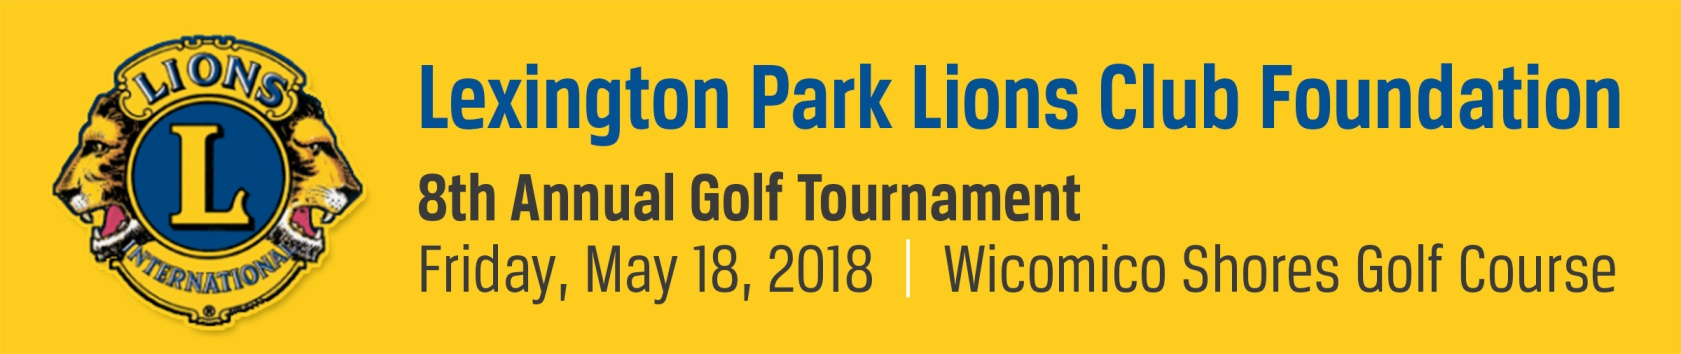 LIONS
L
INTERNATIONAL
®
Lexington Park Lions Club Foundation
8th Annual Golf Tournament
Friday, May 18, 2018 | Wicomico Shores Golf Course